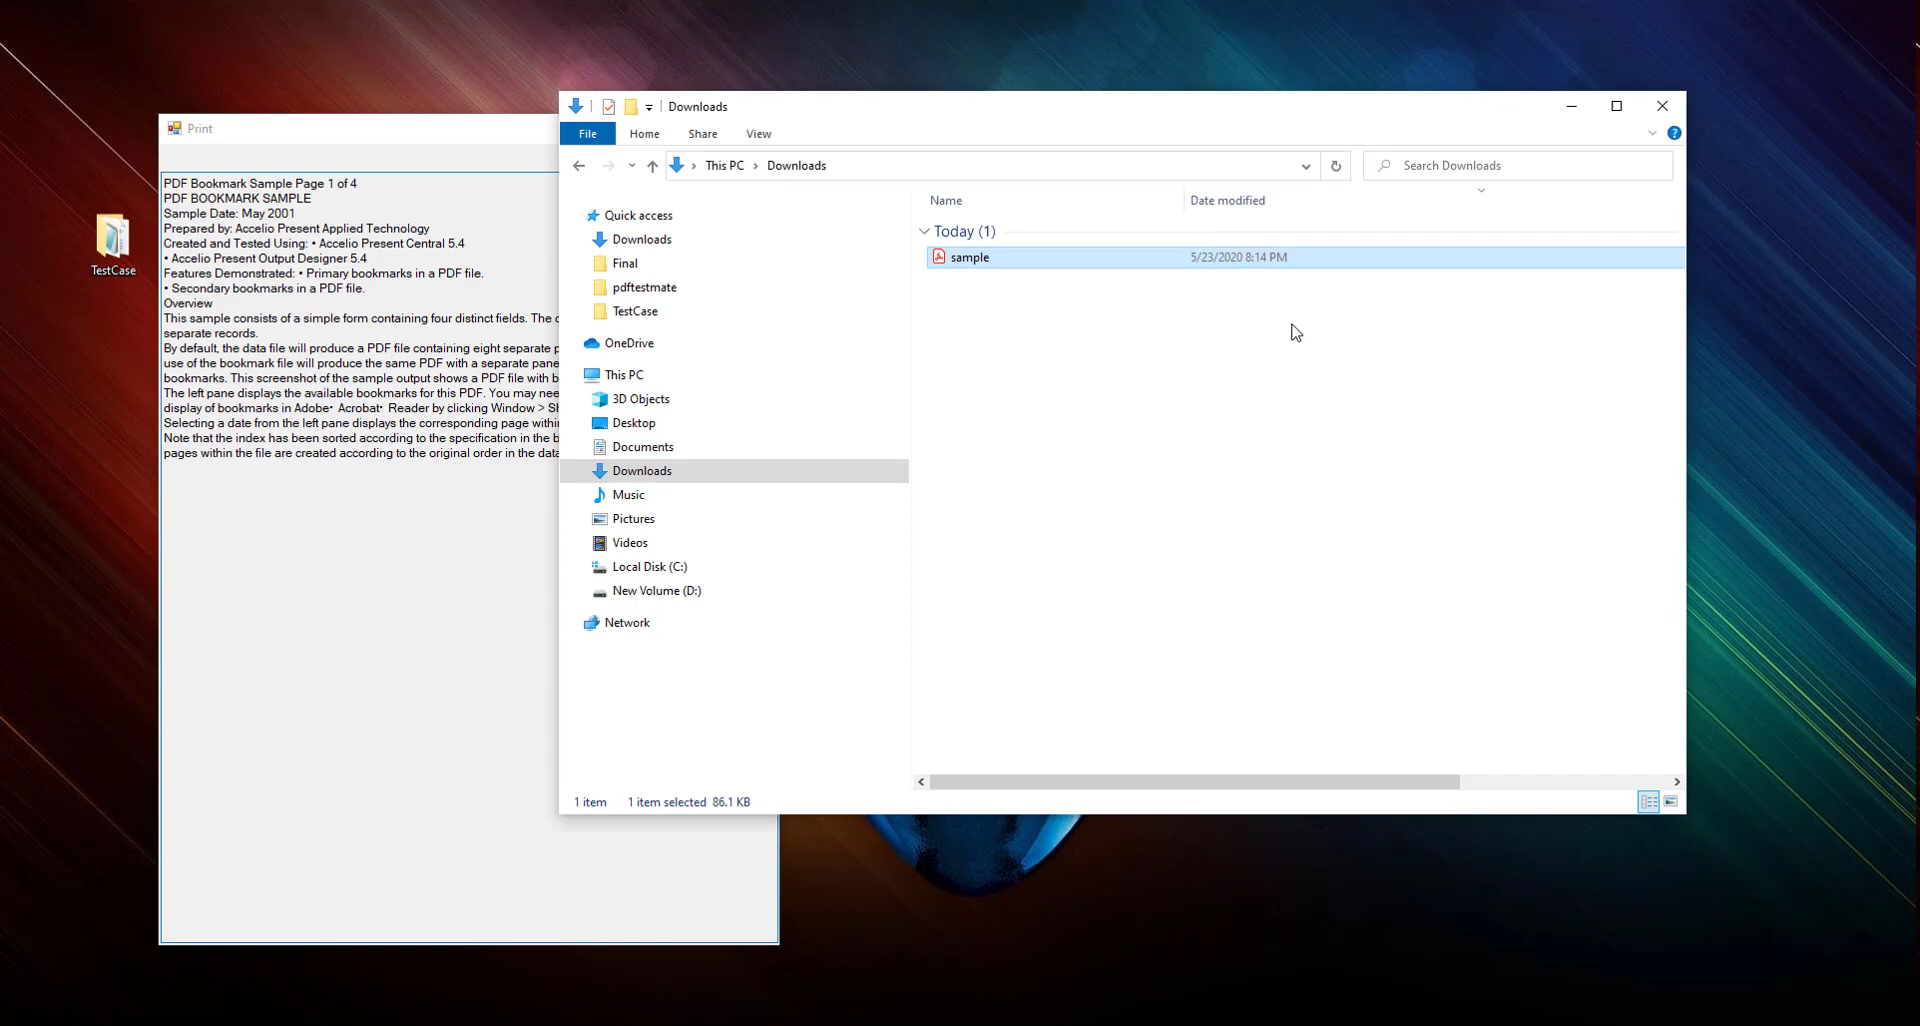 TestCase
Print
PDF Bookmark Sample Page 1 of 4
PDF BOOKMARK SAMPLE
Sample Date: May 2001
Prepared by: Accelio Present Applied Technology
Created and Tested Using: • Accelio Present Central 5.4
• Accelio Present Output Designer 5.4
Features Demonstrated: • Primary bookmarks in a PDF file.
• Secondary bookmarks in a PDF file.
Overview
This sample consists of a simple form containing four distinct fields. The
separate records.
By default, the data file will produce a PDF file containing eight separate
use of the bookmark file will produce the same PDF with a separate pane
bookmarks. This screenshot of the sample output shows a PDF file with
The left pane displays the available bookmarks for this PDF. You may
display of bookmarks in Adobe• Acrobat• Reader by clicking Window >
Selecting a date from the left pane displays the corresponding page
Note that the index has been sorted according to the specification in the
pages within the file are created according to the original order in the
Downloads
File Home Share View
This PC > Downloads
Search Downloads
Quick access
Downloads
Final
pdftestmate
TestCase
OneDrive
This PC
3D Objects
Desktop
Documents
Downloads
Music
Pictures
Videos
Local Disk (C:)
New Volume (D:)
Network
Name Date modified
Today (1)
sample 5/23/2020 8:14 PM
1 item 1 item selected 86.1 KB